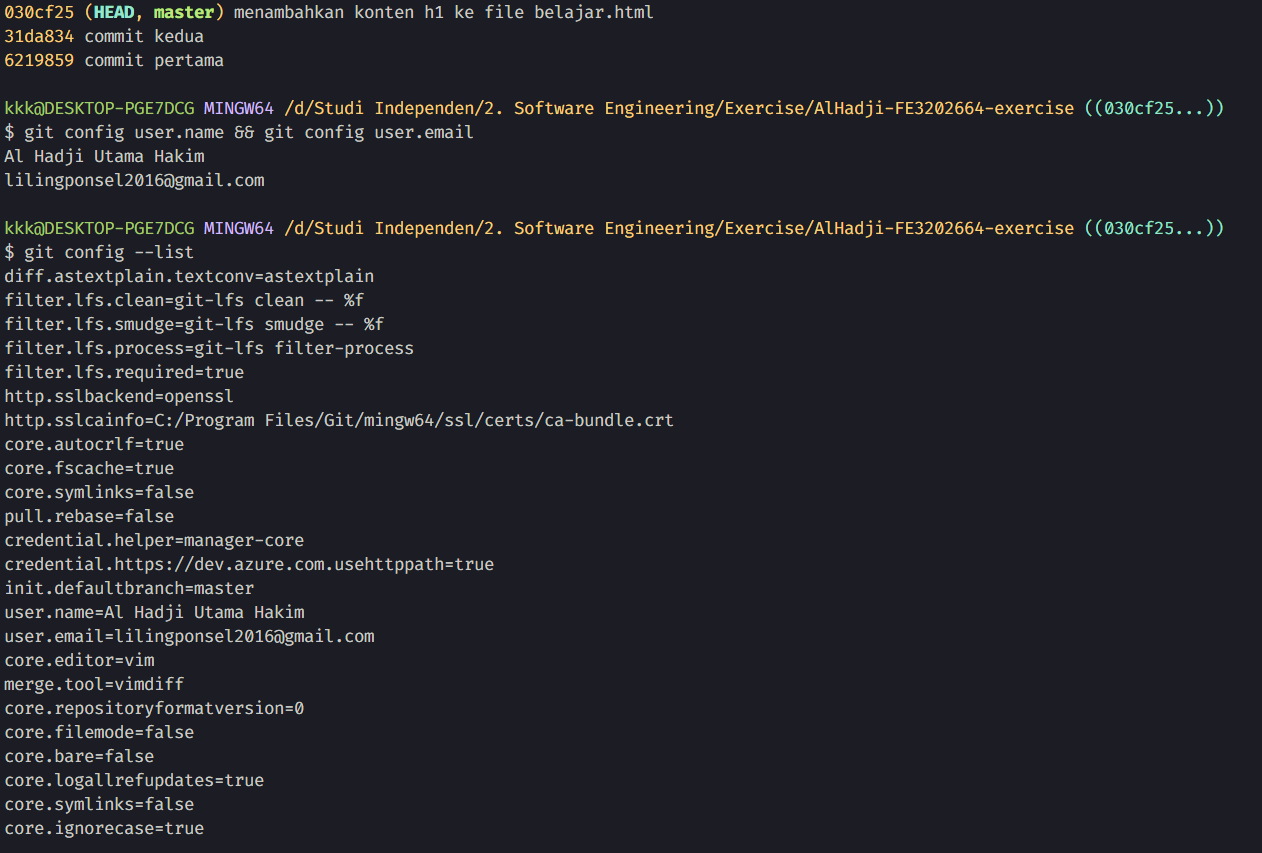 030cf25 (HEAD, master) menambahkan konten h1 ke file belajar.html
31da834 commit kedua
6219859 commit pertama
kkk@DESKTOP-PGE7DCG MINGW64 /d/Studi Independen/2. Software Engineering/Exercise/AlHadji-FE3202664-exercise ((030cf25...))
$ git config user.name && git config user.email
Al Hadji Utama Hakim
lilingponsel2016@gmail.com
kkk@DESKTOP-PGE7DCG MINGW64 /d/Studi Independen/2. Software Engineering/Exercise/AlHadji-FE3202664-exercise ((030cf25...))
$ git config --list
diff.astextplain.textconv=astextplain
filter.lfs.clean=git-lfs clean -- %f
filter.lfs.smudge=git-lfs smudge -- %f
filter.lfs.process=git-lfs filter-process
filter.lfs.required=true
http.sslbackend=openssl
http.sslcainfo=C:/Program Files/Git/mingw64/ssl/certs/ca-bundle.crt
core.autocrlf=true
core.fscache=true
core.symlinks=false
pull.rebase=false
credential.helper=manager-core
credential.https://dev.azure.com.usehttppath=true
init.defaultbranch=master
user.name=Al Hadji Utama Hakim
user.email=lilingponsel2016@gmail.com
core.editor=vim
merge.tool=vimdiff
core.repositoryformatversion=0
core.filemode=false
core.bare=false
core.logallrefupdates=true
core.symlinks=false
core.ignorecase=true